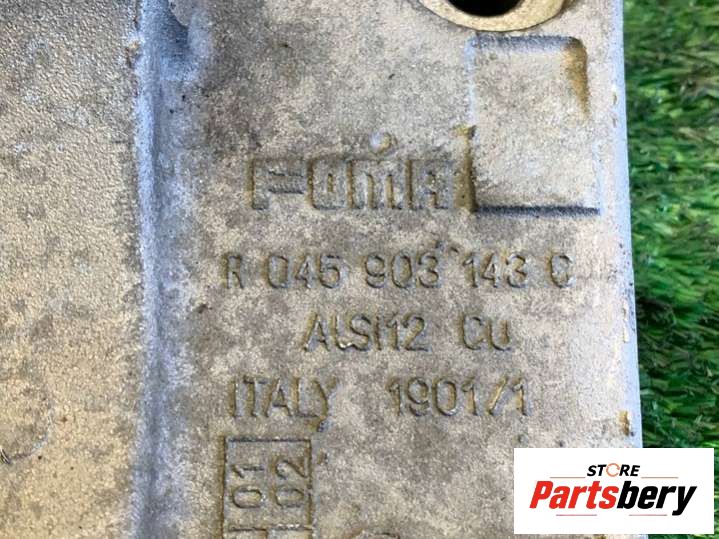 FOMA
R 045 903 143 C
AlSi12 Cu
ITALY 1901/1
01
02
STORE
Partsbery